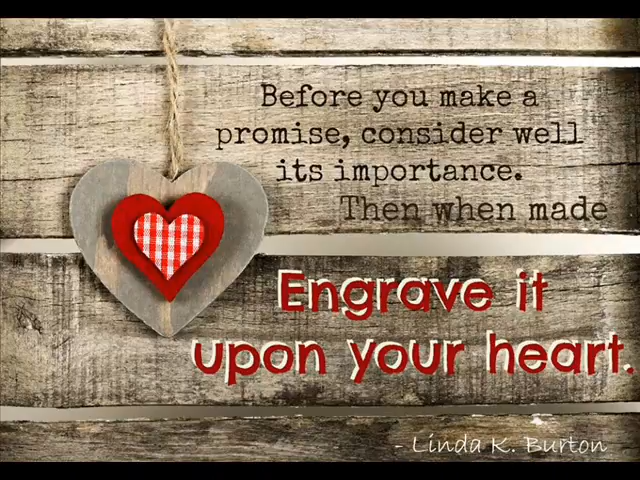 Before you make a
promise, consider well
its importance.
Then when made
Engrave it
upon your heart.
- Linda K. Burton